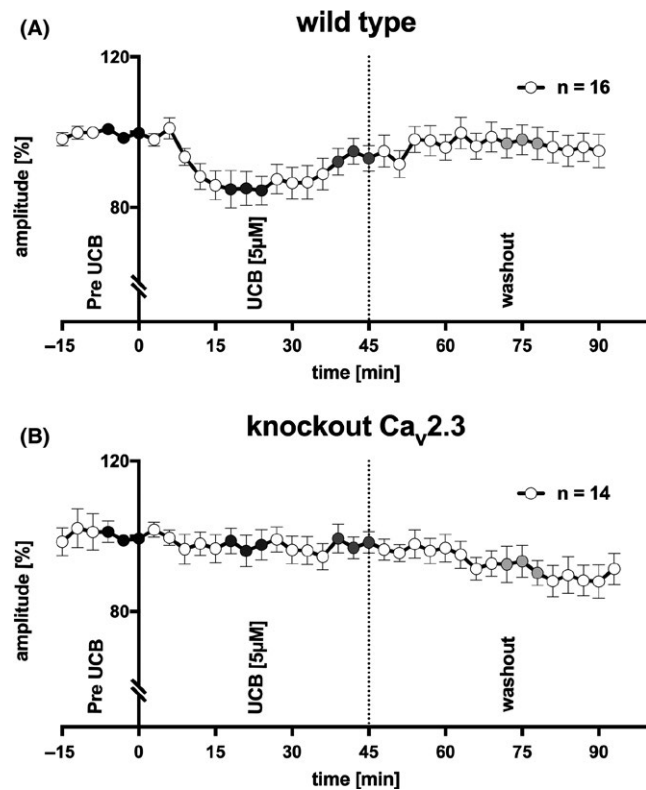 (A)
wild type
120
n = 16
80
amplitude [%]
Pre UCB
UCB [5µM]
washout
–15 0 15 30 45 60 75 90
time [min]
(B)
knockout Cav2.3
120
n = 14
80
amplitude [%]
Pre UCB
UCB [5µM]
washout
–15 0 15 30 45 60 75 90
time [min]